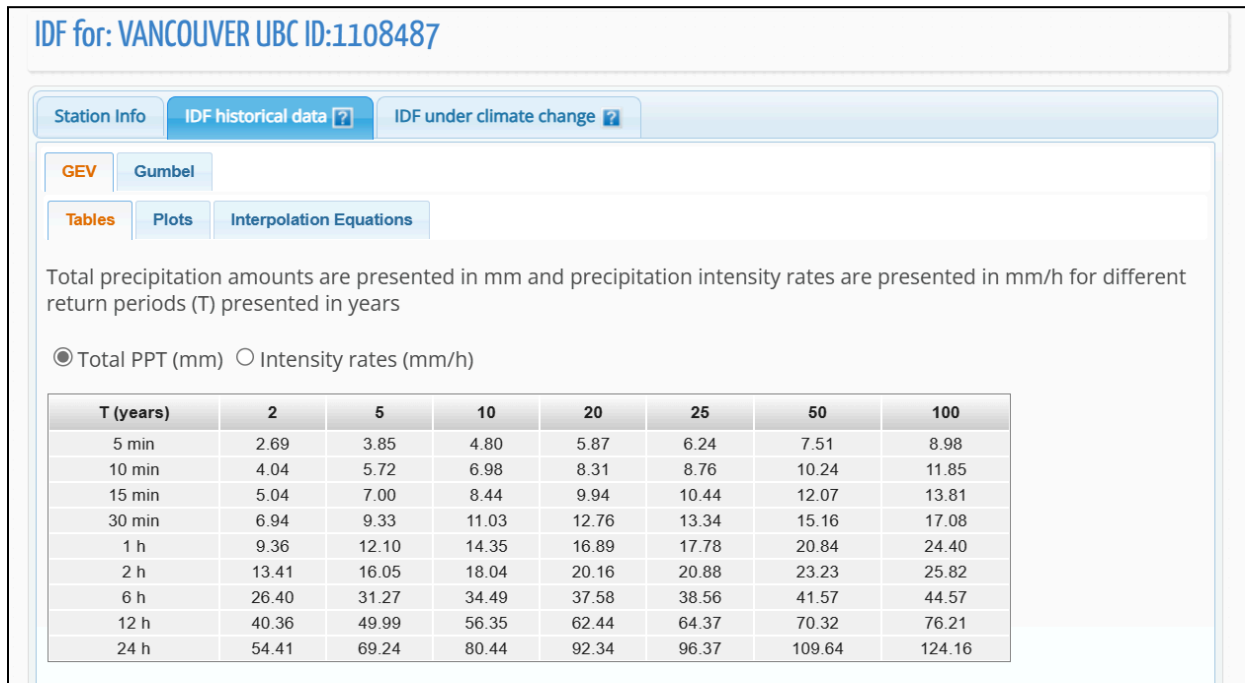 IDF for: VANCOUVER UBC ID:1108487
Station Info IDF historical data ? IDF under climate change ?
GEV Gumbel
Tables Plots Interpolation Equations
Total precipitation amounts are presented in mm and precipitation intensity rates are presented in mm/h for different
return periods (T) presented in years
Total PPT (mm) Intensity rates (mm/h)
T (years) 2 5 10 20 25 50 100
5 min 2.69 3.85 4.80 5.87 6.24 7.51 8.98
10 min 4.04 5.72 6.98 8.31 8.76 10.24 11.85
15 min 5.04 7.00 8.44 9.94 10.44 12.07 13.81
30 min 6.94 9.33 11.03 12.76 13.34 15.16 17.08
1 h 9.36 12.10 14.35 16.89 17.78 20.84 24.40
2 h 13.41 16.05 18.04 20.16 20.88 23.23 25.82
6 h 26.40 31.27 34.49 37.58 38.56 41.57 44.57
12 h 40.36 49.99 56.35 62.44 64.37 70.32 76.21
24 h 54.41 69.24 80.44 92.34 96.37 109.64 124.16